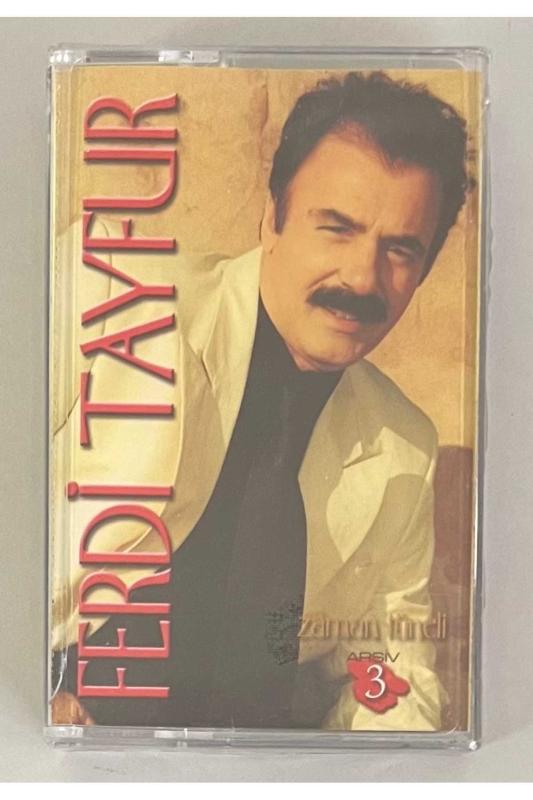 FERDİ TAYFUR
zaman tüneli
ARŞİV
3